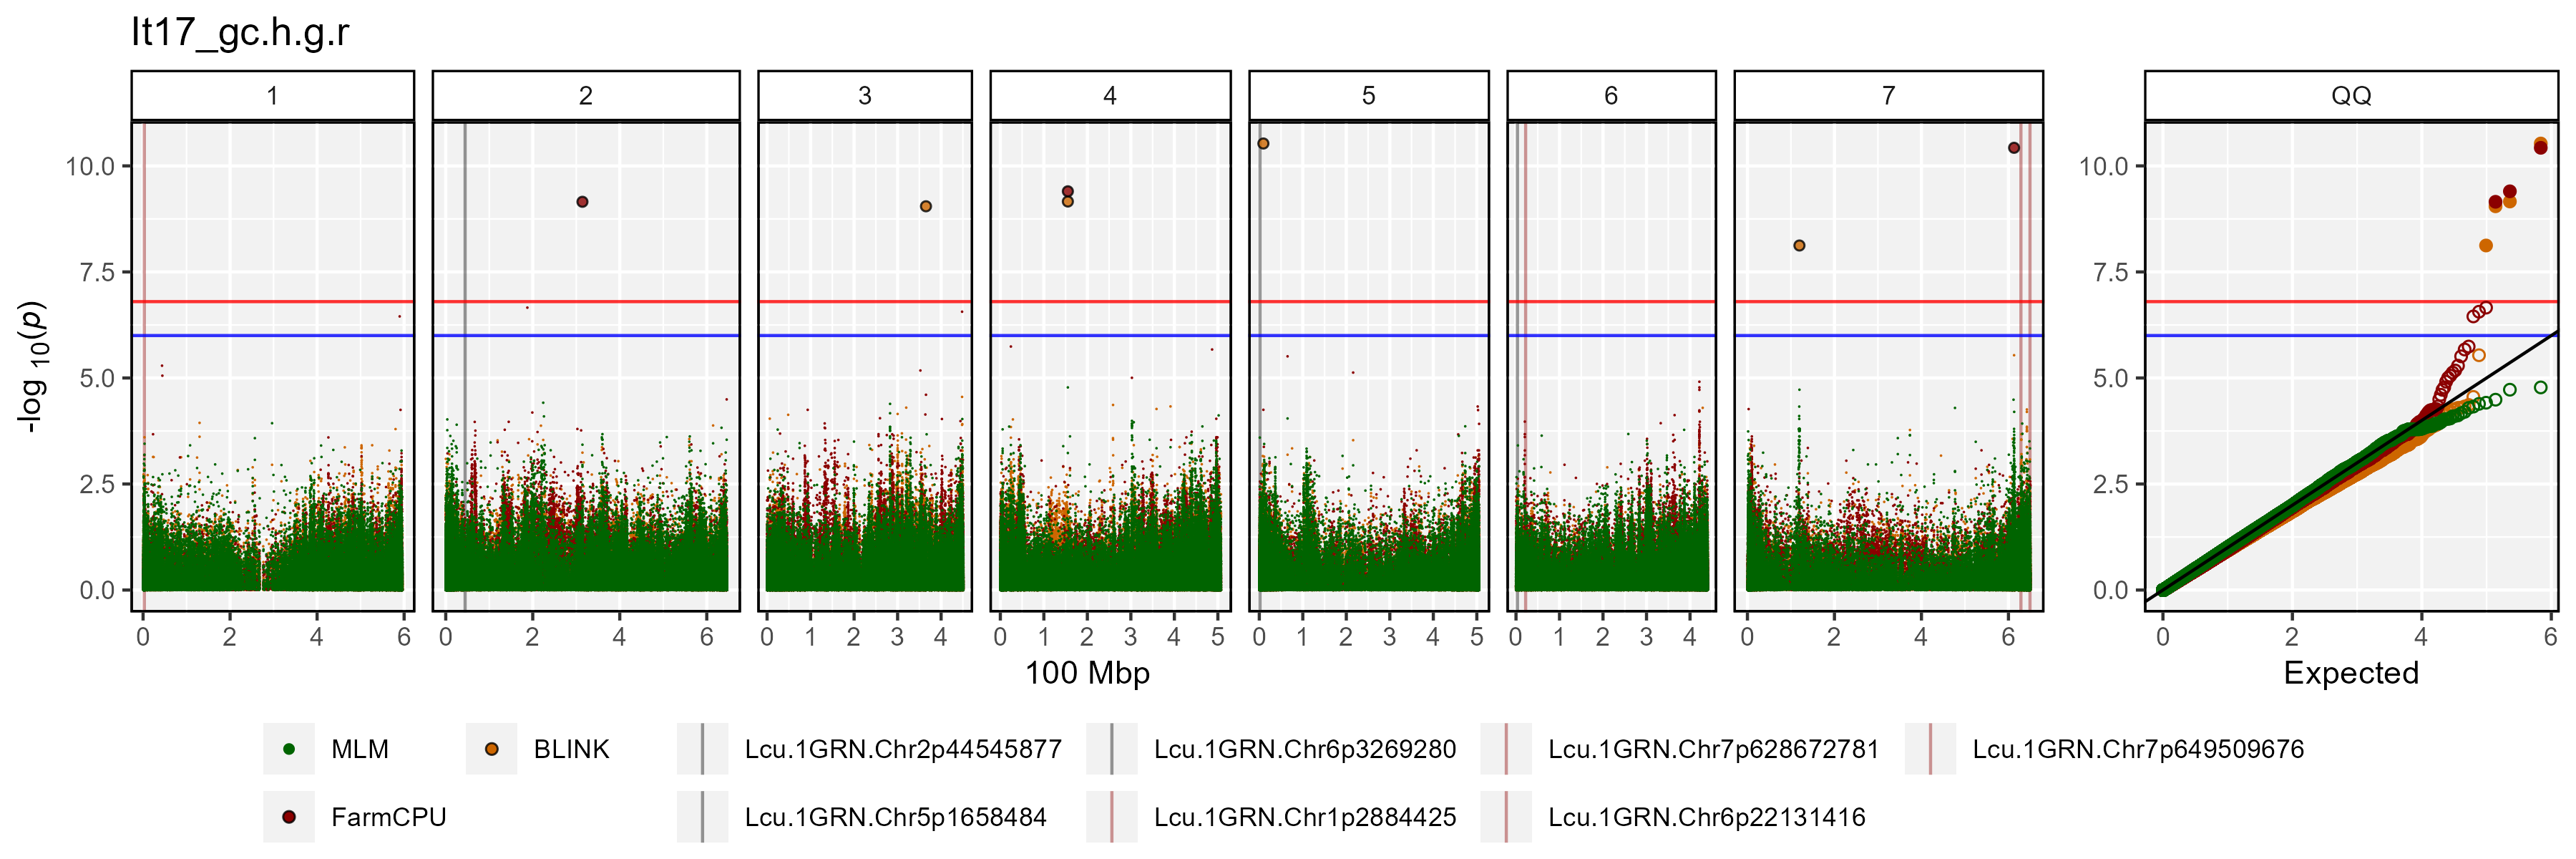 It17_gc.h.g.r
1 2 3 4 5 6 7 QQ
10.0 10.0
7.5 7.5
5.0 5.0
2.5 2.5
0.0 0.0
-log 10(p)
0 2 4 6 0 2 4 6 0 1 2 3 4 0 1 2 3 4 5 0 1 2 3 4 5 0 1 2 3 4 0 2 4 6 0 2 4 6
100 Mbp Expected
MLM BLINK Lcu.1GRN.Chr2p44545877 Lcu.1GRN.Chr6p3269280 Lcu.1GRN.Chr7p628672781 Lcu.1GRN.Chr7p649509676
FarmCPU Lcu.1GRN.Chr5p1658484 Lcu.1GRN.Chr1p2884425 Lcu.1GRN.Chr6p22131416